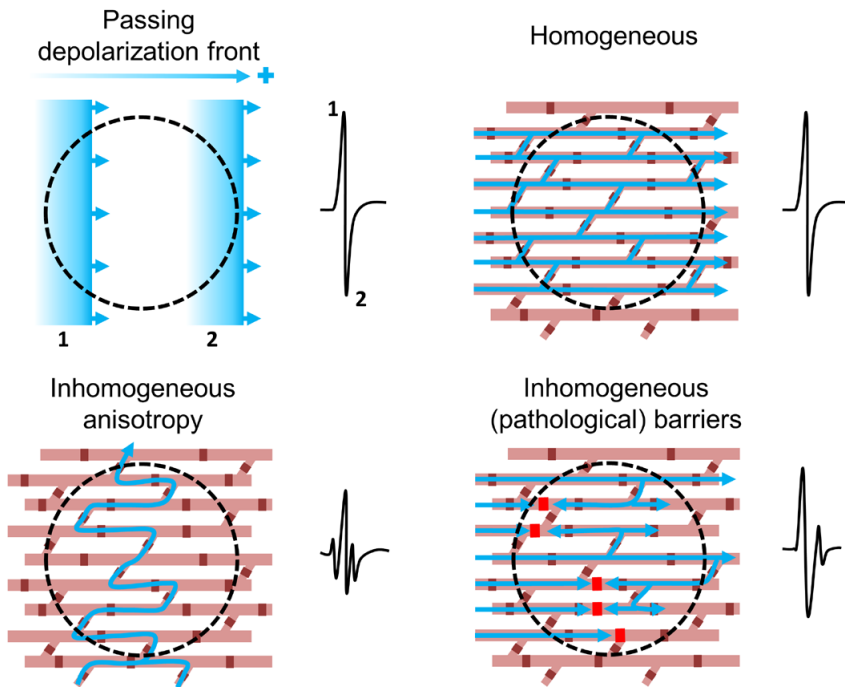 Passing
depolarization front
+
1
2
1
2
Homogeneous
Inhomogeneous
anisotropy
Inhomogeneous
(pathological) barriers